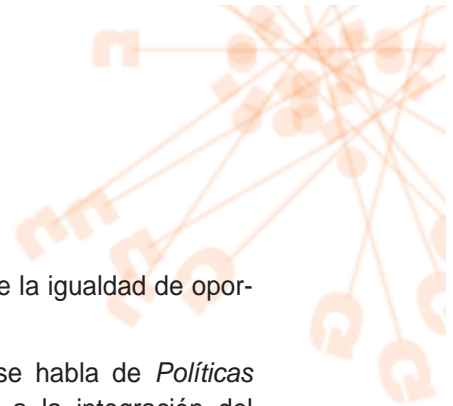 e la igualdad de opor-
se habla de Políticas
a la integración del